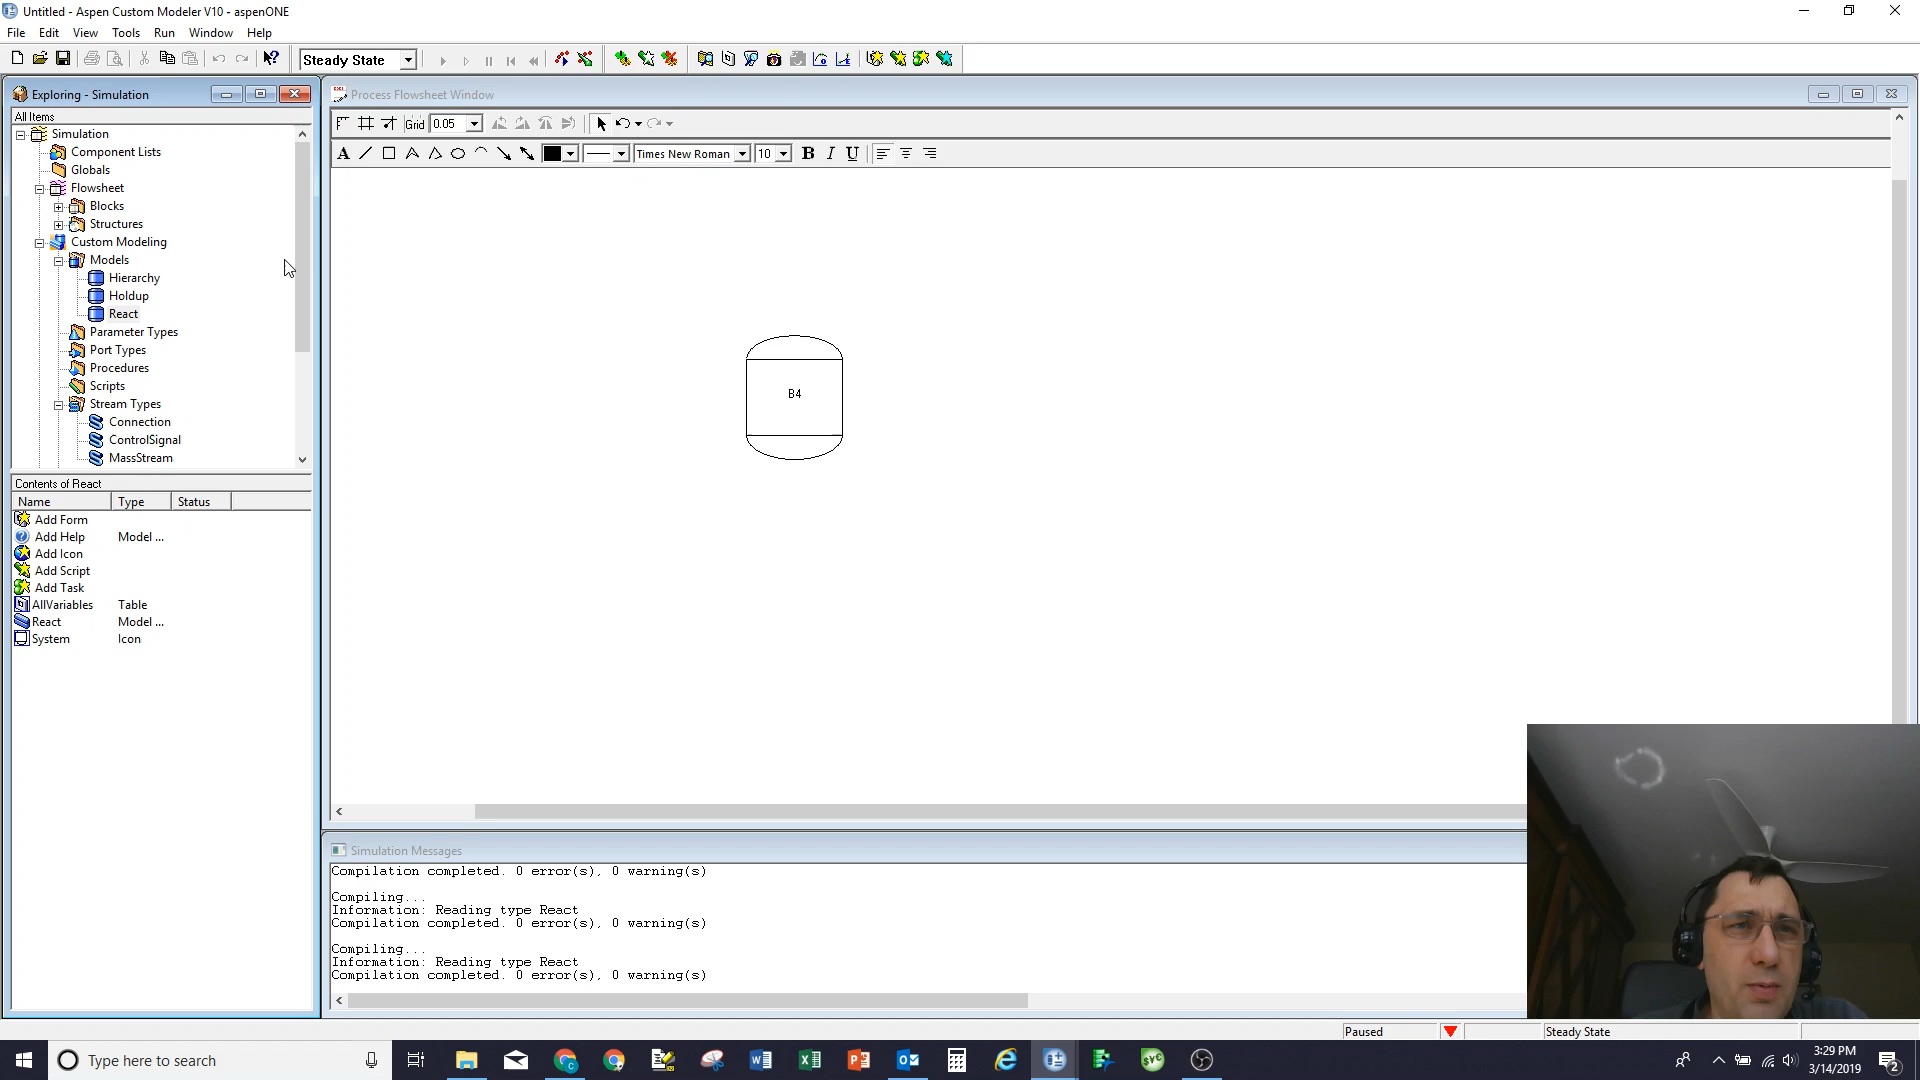 Untitled - Aspen Custom Modeler V10 - aspenONE
File Edit View Tools Run Window Help
Steady State
Exploring - Simulation
All Items
Simulation
Component Lists
Globals
Flowsheet
Blocks
Structures
Custom Modeling
Models
Hierarchy
Holdup
React
Parameter Types
Port Types
Procedures
Scripts
Stream Types
Connection
ControlSignal
MassStream
Contents of React
Name Type Status
Add Form
Add Help Model ...
Add Icon
Add Script
Add Task
AllVariables Table
React Model ...
System Icon
Process Flowsheet Window
Grid 0.05
A Times New Roman 10 B I U
B4
Simulation Messages
Compilation completed. 0 error(s), 0 warning(s)
Compiling...
Information: Reading type React
Compilation completed. 0 error(s), 0 warning(s)
Compiling...
Information: Reading type React
Compilation completed. 0 error(s), 0 warning(s)
Paused Steady State
Type here to search
3:29 PM
3/14/2019
2